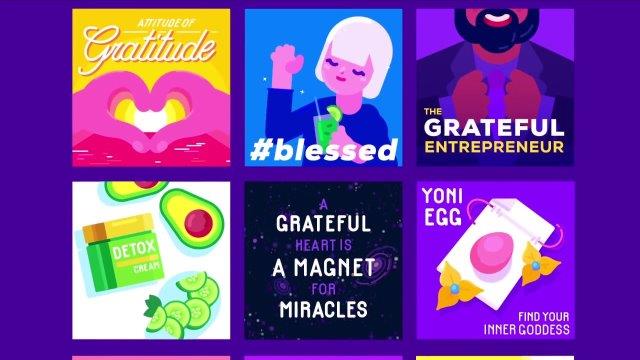 ATTITUDE OF
Gratitude
#blessed
THE
GRATEFUL
ENTREPRENEUR
DETOX
CREAM
A
GRATEFUL
HEART IS
A MAGNET
FOR
MIRACLES
YONI
EGG
FIND YOUR
INNER GODDESS